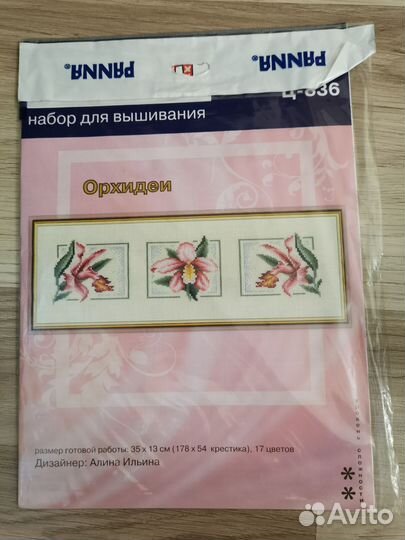 PANNA® PANNA®
Ц-836
набор для вышивания
Орхидеи
размер готовой работы: 35 x 13 см (178 x 54 крестика), 17 цветов
Дизайнер: Алина Ильина
уровень сложности
**
Avito